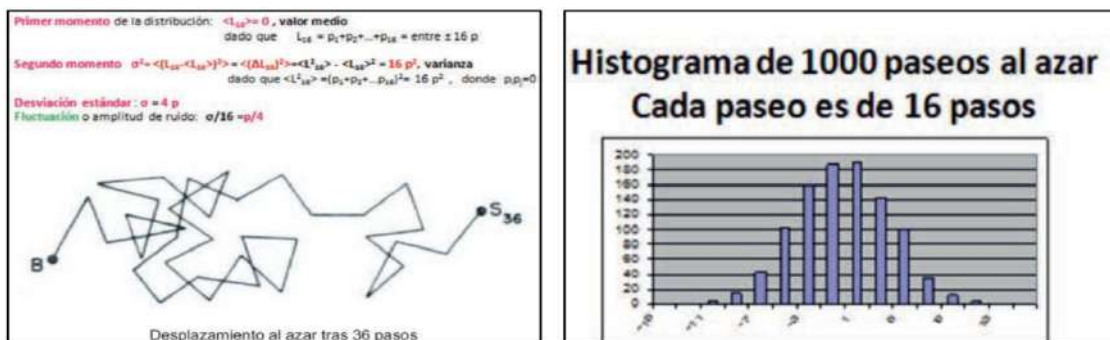 Primer momento de la distribución: <L₁₆>= 0 , valor medio
dado que L₁₆ = p₁+p₂+...+p₁₆ = entre ± 16 p
Segundo momento σ²= <(L₁₆-<L₁₆>)²> = <(ΔL₁₆)²>=<L²₁₆> - <L₁₆>² = 16 p², varianza
dado que <L²₁₆> =(p₁+p₂+...p₁₆)²= 16 p² , donde pᵢpⱼ=0
Desviación estándar : σ = 4 p
Fluctuación o amplitud de ruido: σ/16 =p/4
B
S₃₆
Desplazamiento al azar tras 36 pasos
Histograma de 1000 paseos al azar
Cada paseo es de 16 pasos
200
180
160
140
120
100
80
60
40
20
0
1